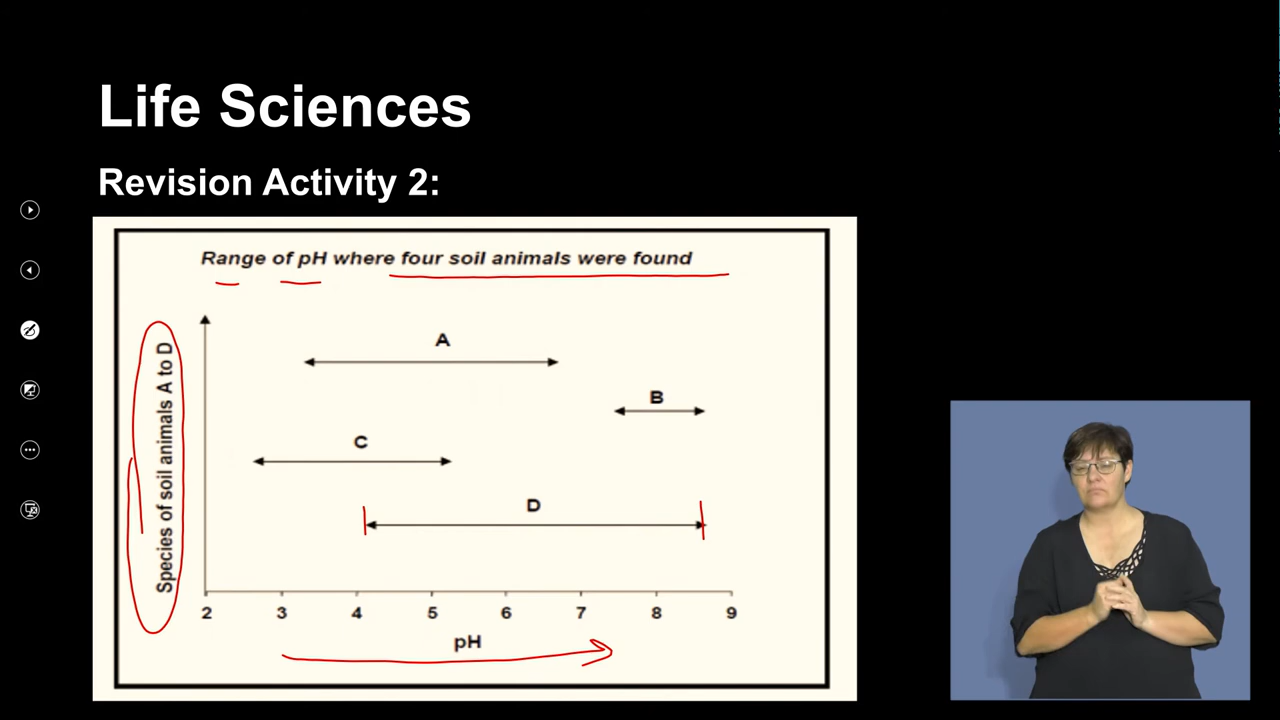 Life Sciences
Revision Activity 2:
Range of pH where four soil animals were found
Species of soil animals A to D
A
B
C
D
2 3 4 5 6 7 8 9
pH